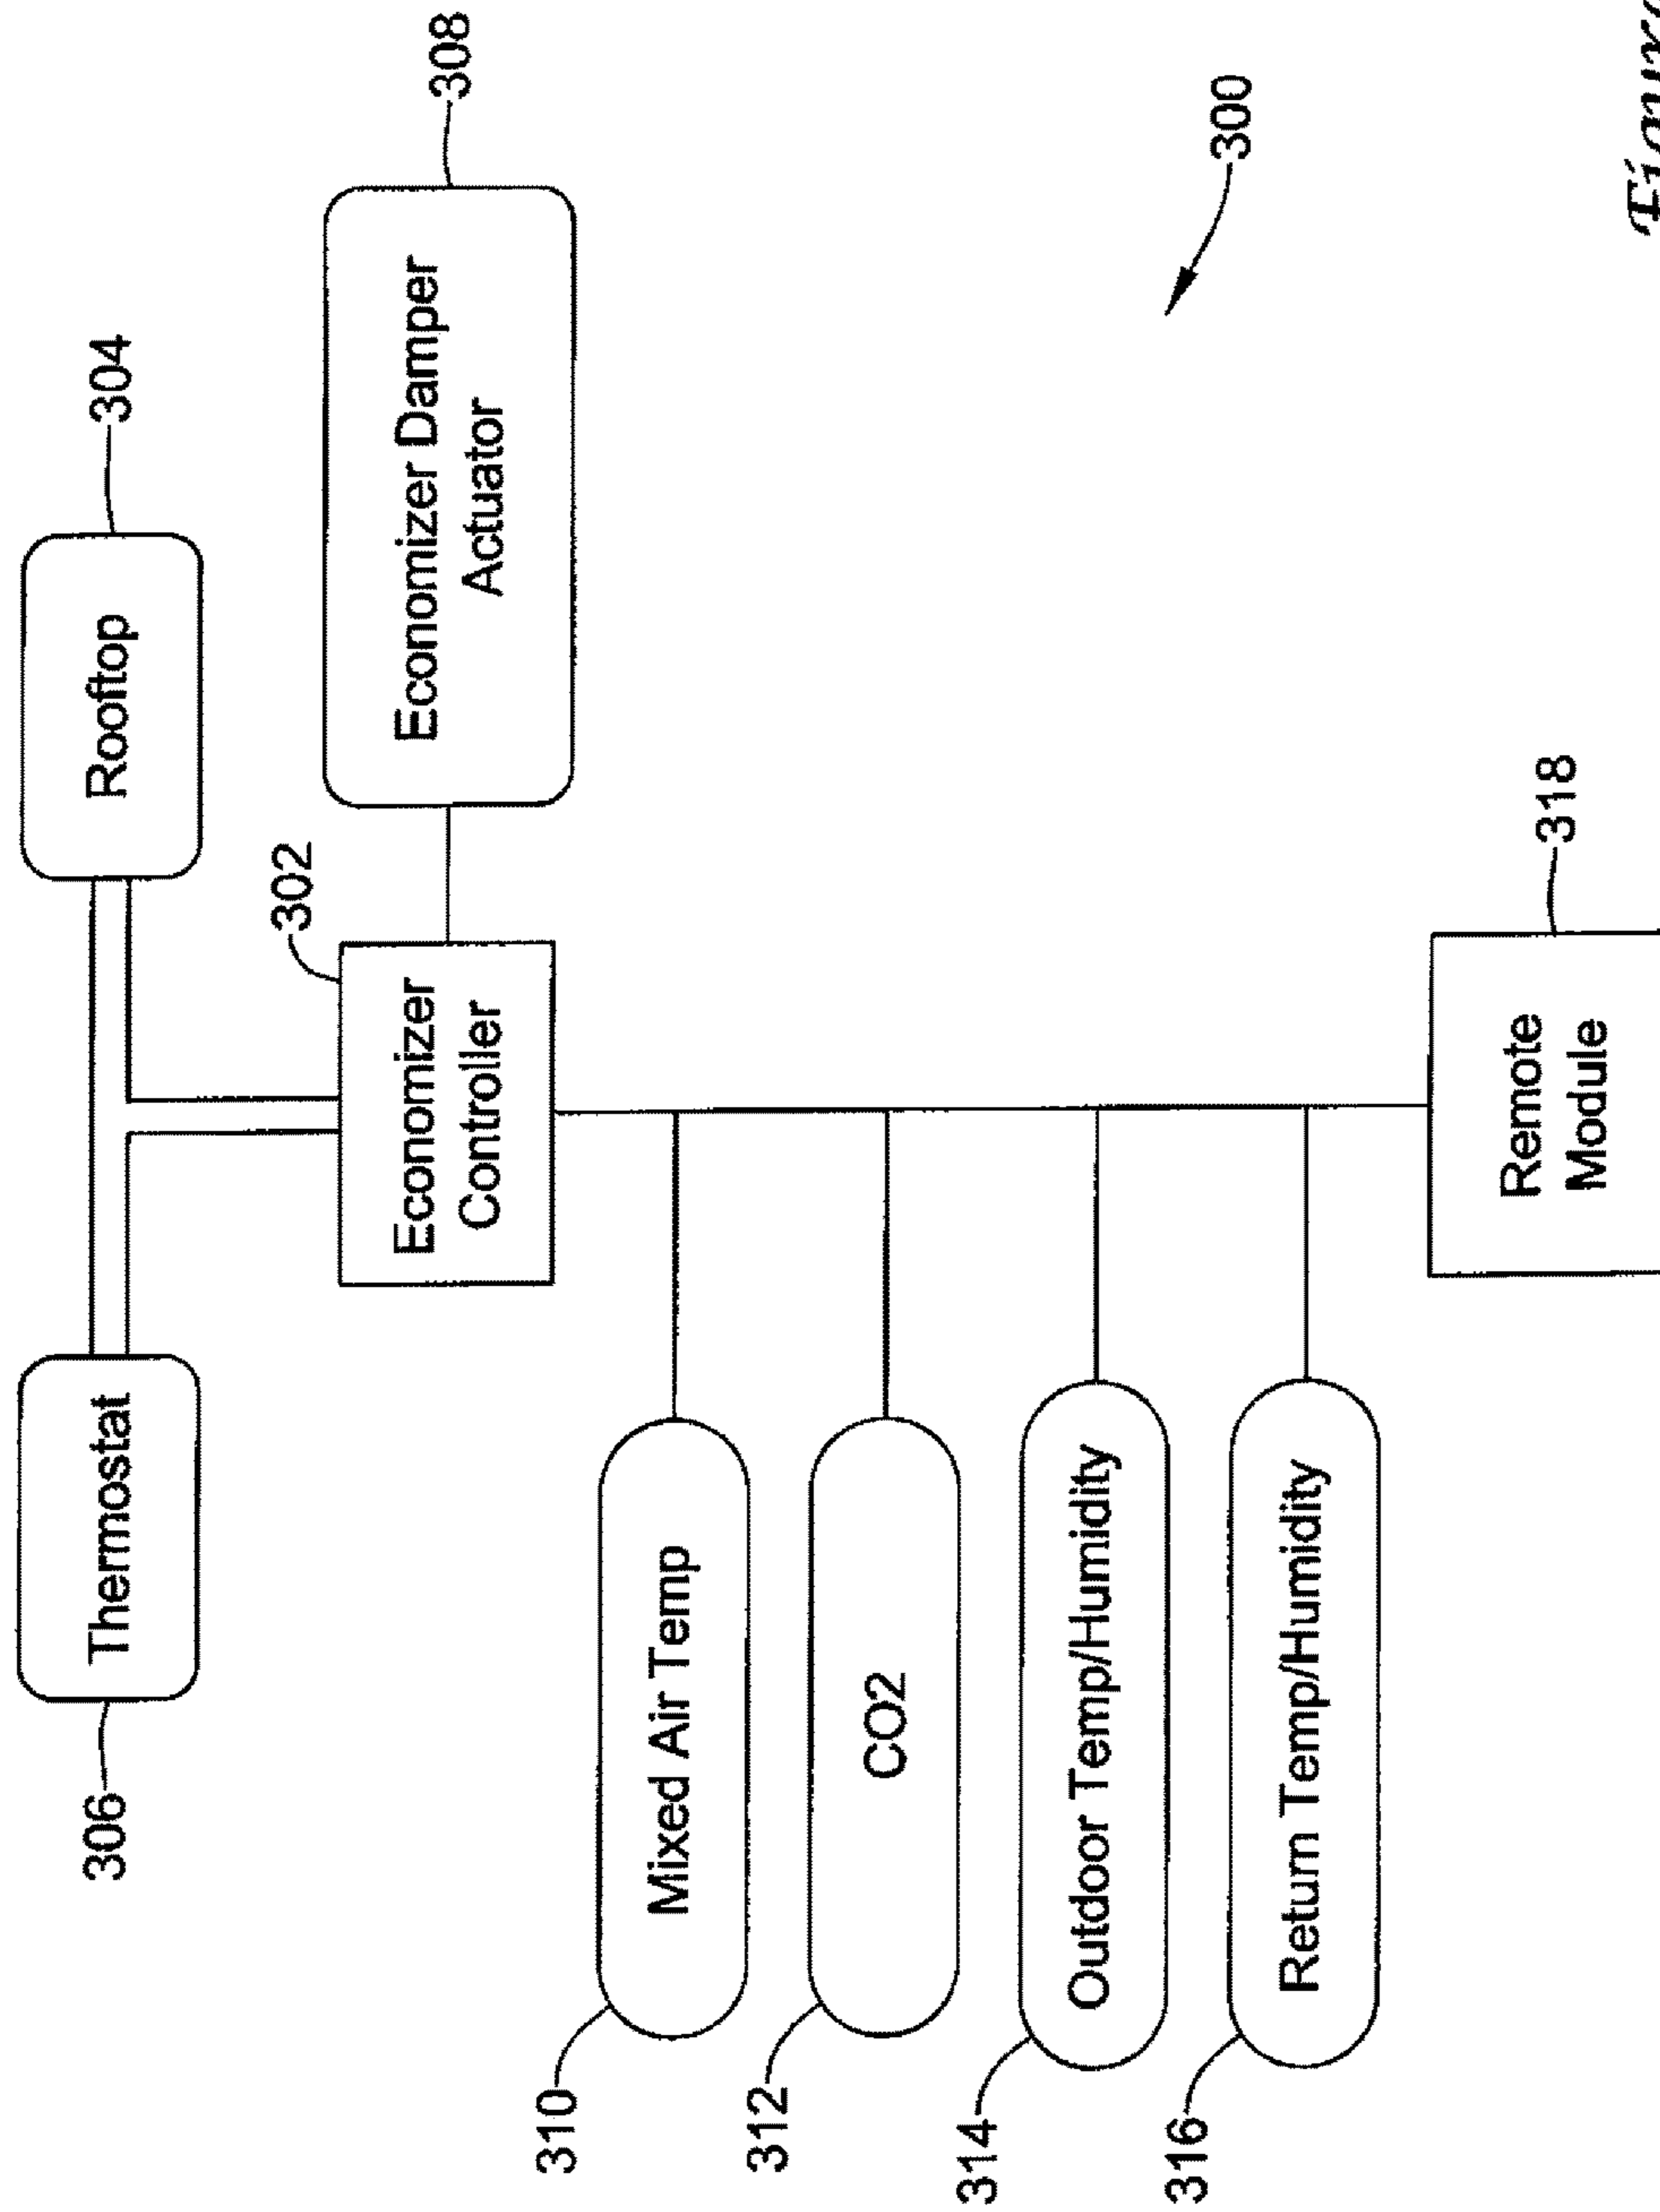 306
Thermostat
Rooftop
304
302
Economizer
Controller
Economizer Damper
Actuator
308
310
Mixed Air Temp
312
CO2
314
Outdoor Temp/Humidity
316
Return Temp/Humidity
300
Remote
Module
318